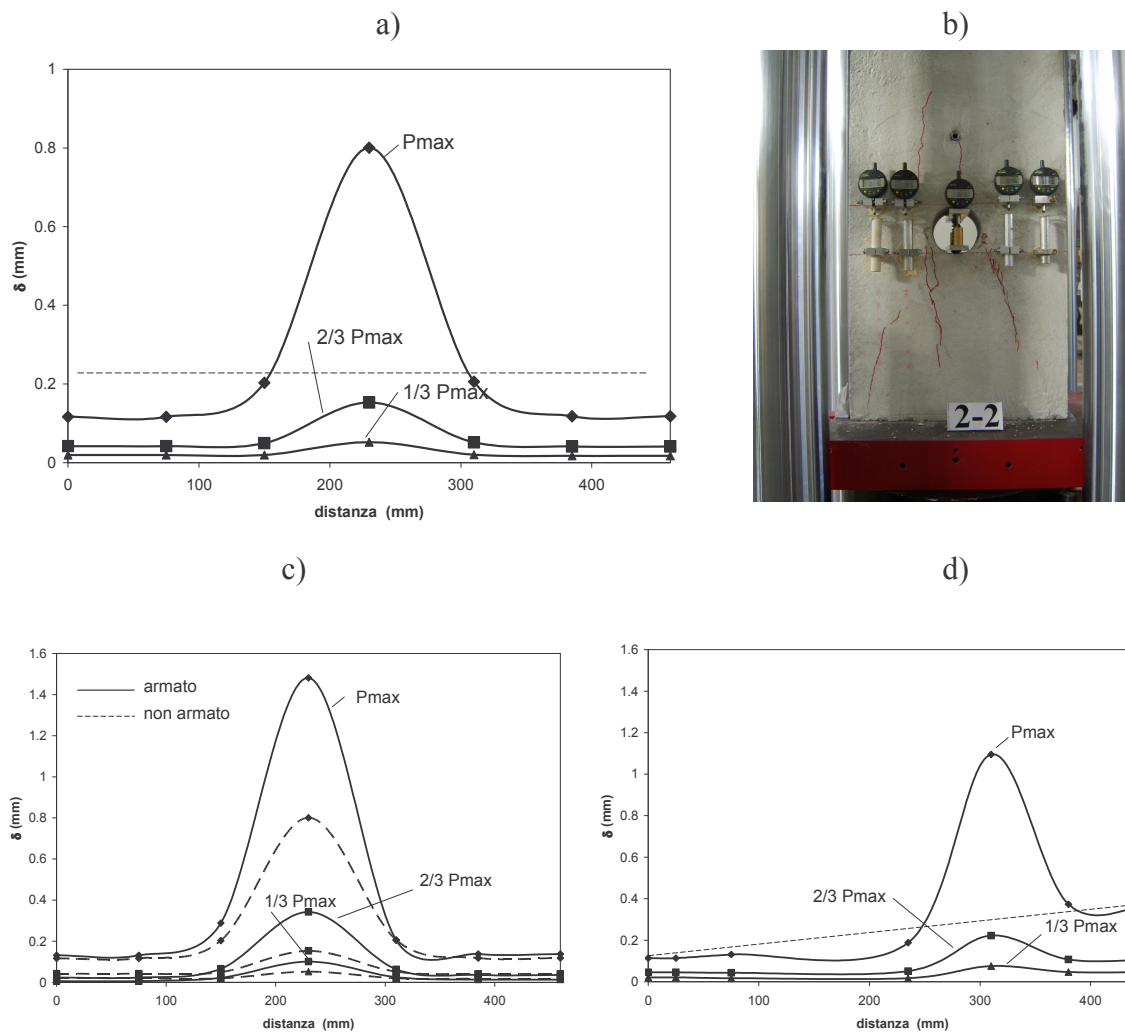 a)
b)
1
0.8
0.6
0.4
0.2
0
δ (mm)
Pmax
2/3 Pmax
1/3 Pmax
0 100 200 300 400
distanza (mm)
2-2
c)
d)
1.6
1.4
1.2
1
0.8
0.6
0.4
0.2
0
δ (mm)
armato
non armato
Pmax
2/3 Pmax
1/3 Pmax
0 100 200 300 400
distanza (mm)
1.6
1.4
1.2
1
0.8
0.6
0.4
0.2
0
δ (mm)
Pmax
2/3 Pmax
1/3 Pmax
0 100 200 300 400
distanza (mm)